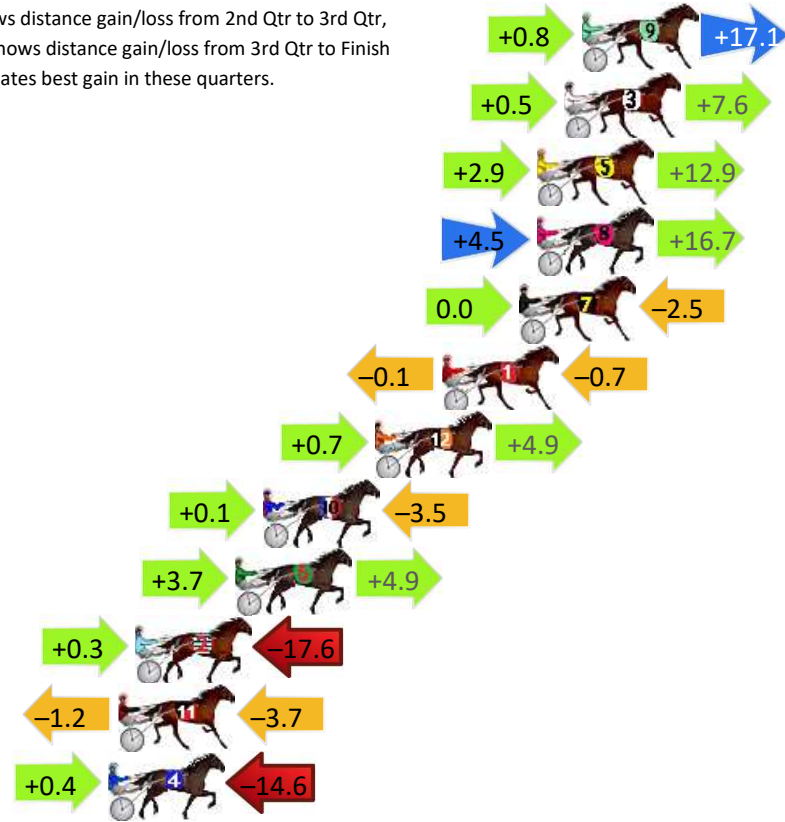 ws distance gain/loss from 2nd Qtr to 3rd Qtr,
hows distance gain/loss from 3rd Qtr to Finish
ates best gain in these quarters.
+0.8 9 +17.1
+0.5 3 +7.6
+2.9 5 +12.9
+4.5 8 +16.7
0.0 7 –2.5
–0.1 1 –0.7
+0.7 12 +4.9
+0.1 10 –3.5
+3.7 6 +4.9
+0.3 –17.6
–1.2 11 –3.7
+0.4 4 –14.6